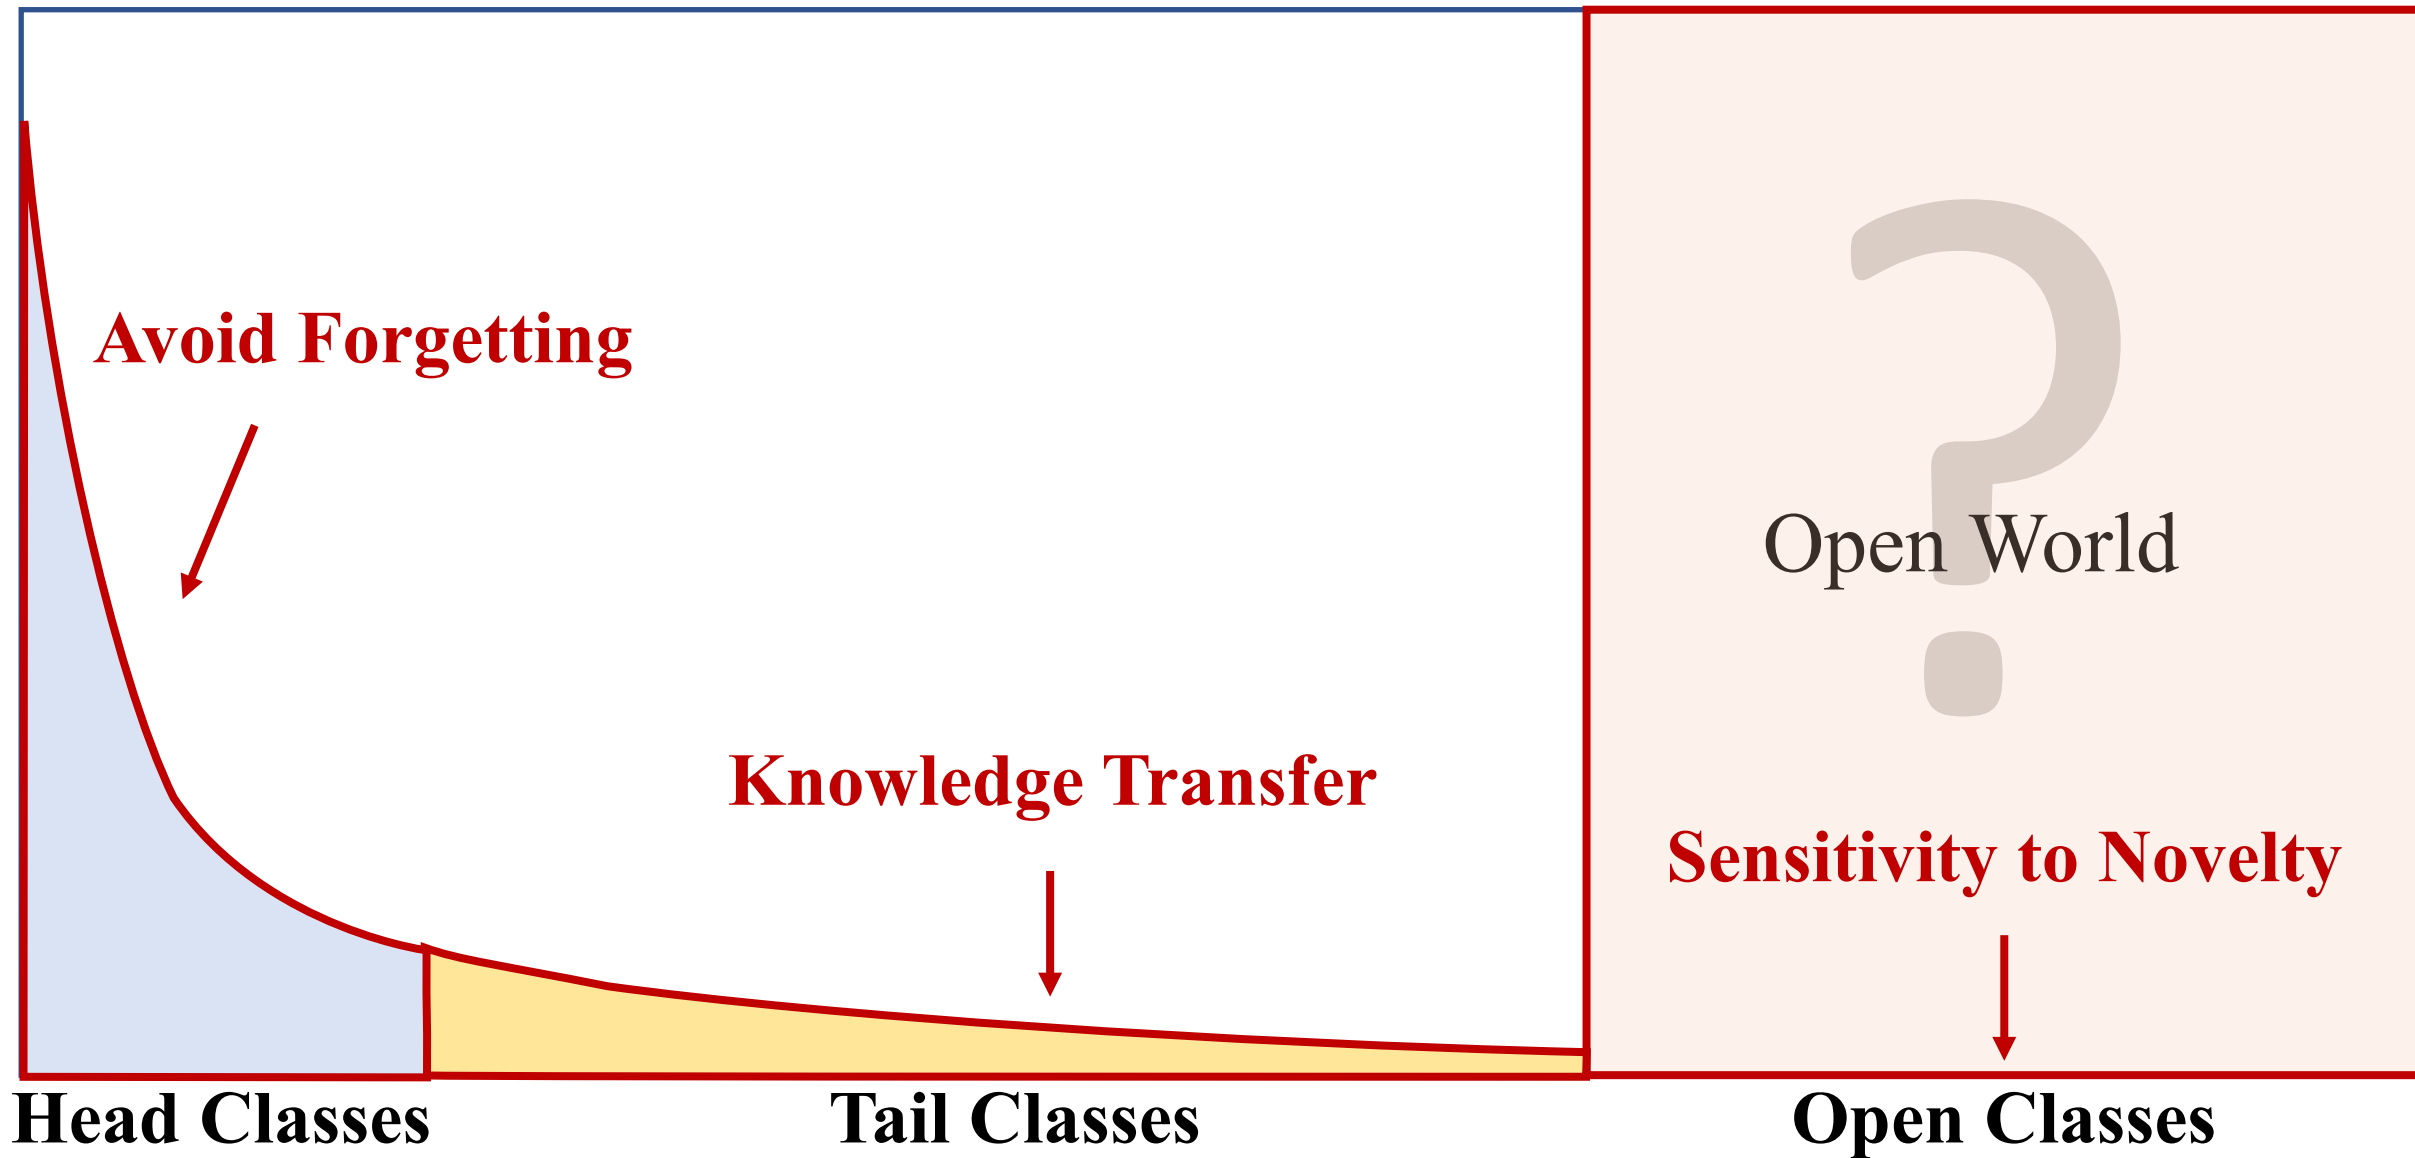 Avoid Forgetting
?
Open World
Knowledge Transfer
Sensitivity to Novelty
Head Classes
Tail Classes
Open Classes